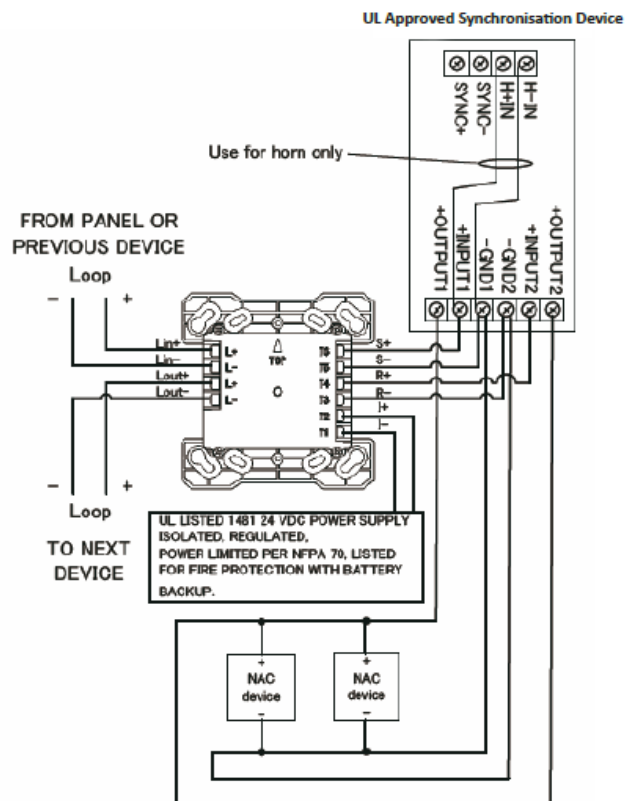 UL Approved Synchronisation Device
SYNC+
SYNC-
H+IN
H-IN
Use for horn only
+OUTPUT1
+INPUT1
-GND1
-GND2
+INPUT2
+OUTPUT2
FROM PANEL OR
PREVIOUS DEVICE
Loop
- +
Lin+
Lin-
Lout+
Lout-
L+
L-
L+
L-
TOP
T6
T5
T4
T3
T2
T1
S+
S-
R+
R-
I+
I-
- +
Loop
TO NEXT
DEVICE
UL LISTED 1481 24 VDC POWER SUPPLY
ISOLATED, REGULATED,
POWER LIMITED PER NFPA 70, LISTED
FOR FIRE PROTECTION WITH BATTERY
BACKUP.
+
NAC
device
-
+
NAC
device
-